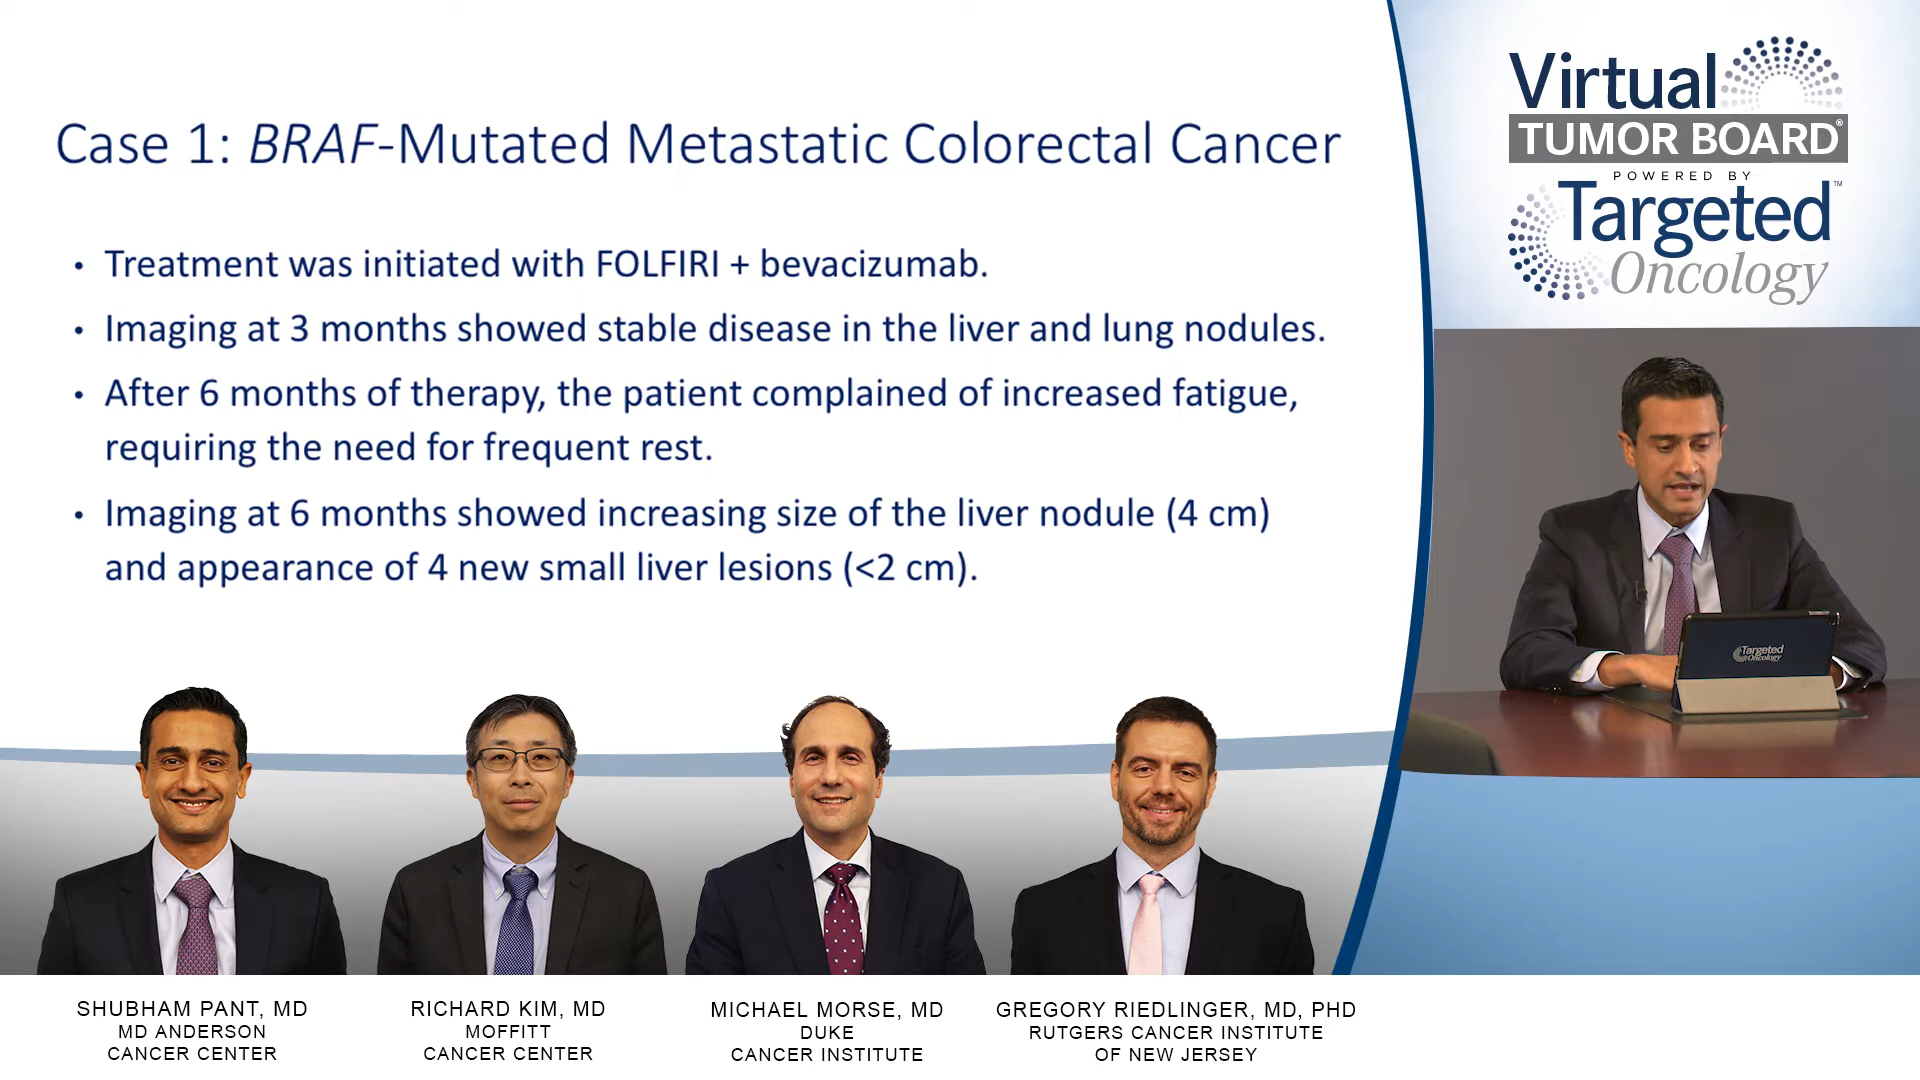 Case 1: BRAF-Mutated Metastatic Colorectal Cancer
• Treatment was initiated with FOLFIRI + bevacizumab.
• Imaging at 3 months showed stable disease in the liver and lung nodules.
• After 6 months of therapy, the patient complained of increased fatigue,
requiring the need for frequent rest.
• Imaging at 6 months showed increasing size of the liver nodule (4 cm)
and appearance of 4 new small liver lesions (<2 cm).
Virtual
TUMOR BOARD®
POWERED BY
Targeted™
Oncology
Targeted
Oncology
SHUBHAM PANT, MD
MD ANDERSON
CANCER CENTER
RICHARD KIM, MD
MOFFITT
CANCER CENTER
MICHAEL MORSE, MD
DUKE
CANCER INSTITUTE
GREGORY RIEDLINGER, MD, PHD
RUTGERS CANCER INSTITUTE
OF NEW JERSEY